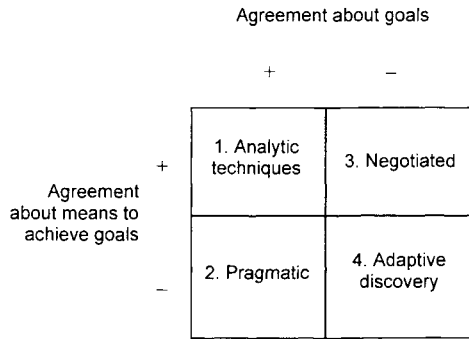 Agreement about goals
+ −
1. Analytic
techniques
3. Negotiated
+
Agreement
about means to
achieve goals
2. Pragmatic
4. Adaptive
discovery
−